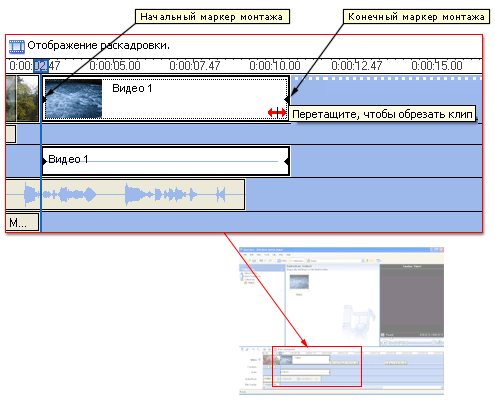 Начальный маркер монтажа
Конечный маркер монтажа
Отображение раскадровки.
0:00:02.47 0:00:05.00 0:00:07.47 0:00:10.00 0:00:12.47 0:00:15.00
Видео 1
Перетащите, чтобы обрезать клип
Видео 1
М...